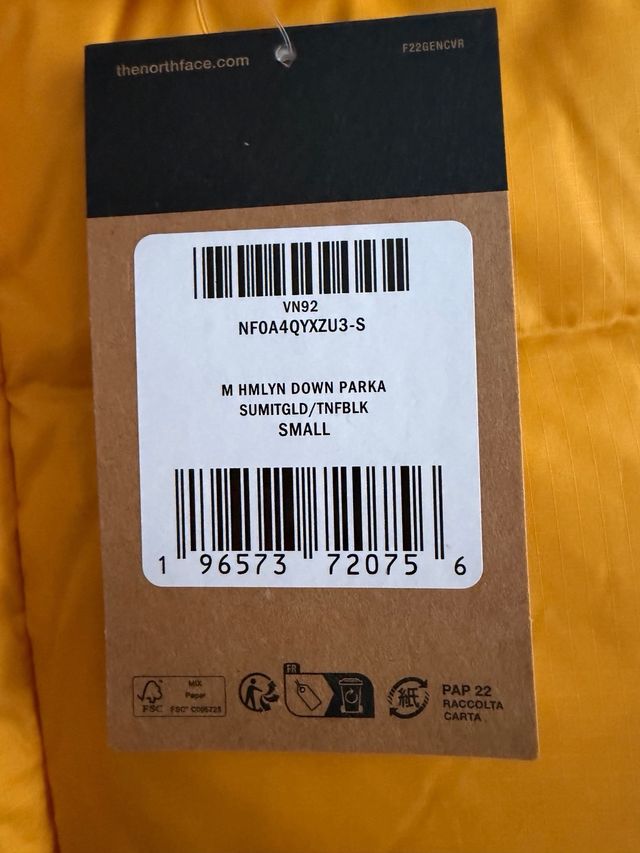 thenorthface.com
F22GENCVR
VN92
NF0A4QYXZU3-S
M HMLYN DOWN PARKA
SUMITGLD/TNFBLK
SMALL
1 96573 72075 6
FR
MIX
Paper
FSC
FSC® C005725
紙
PAP 22
RACCOLTA
CARTA